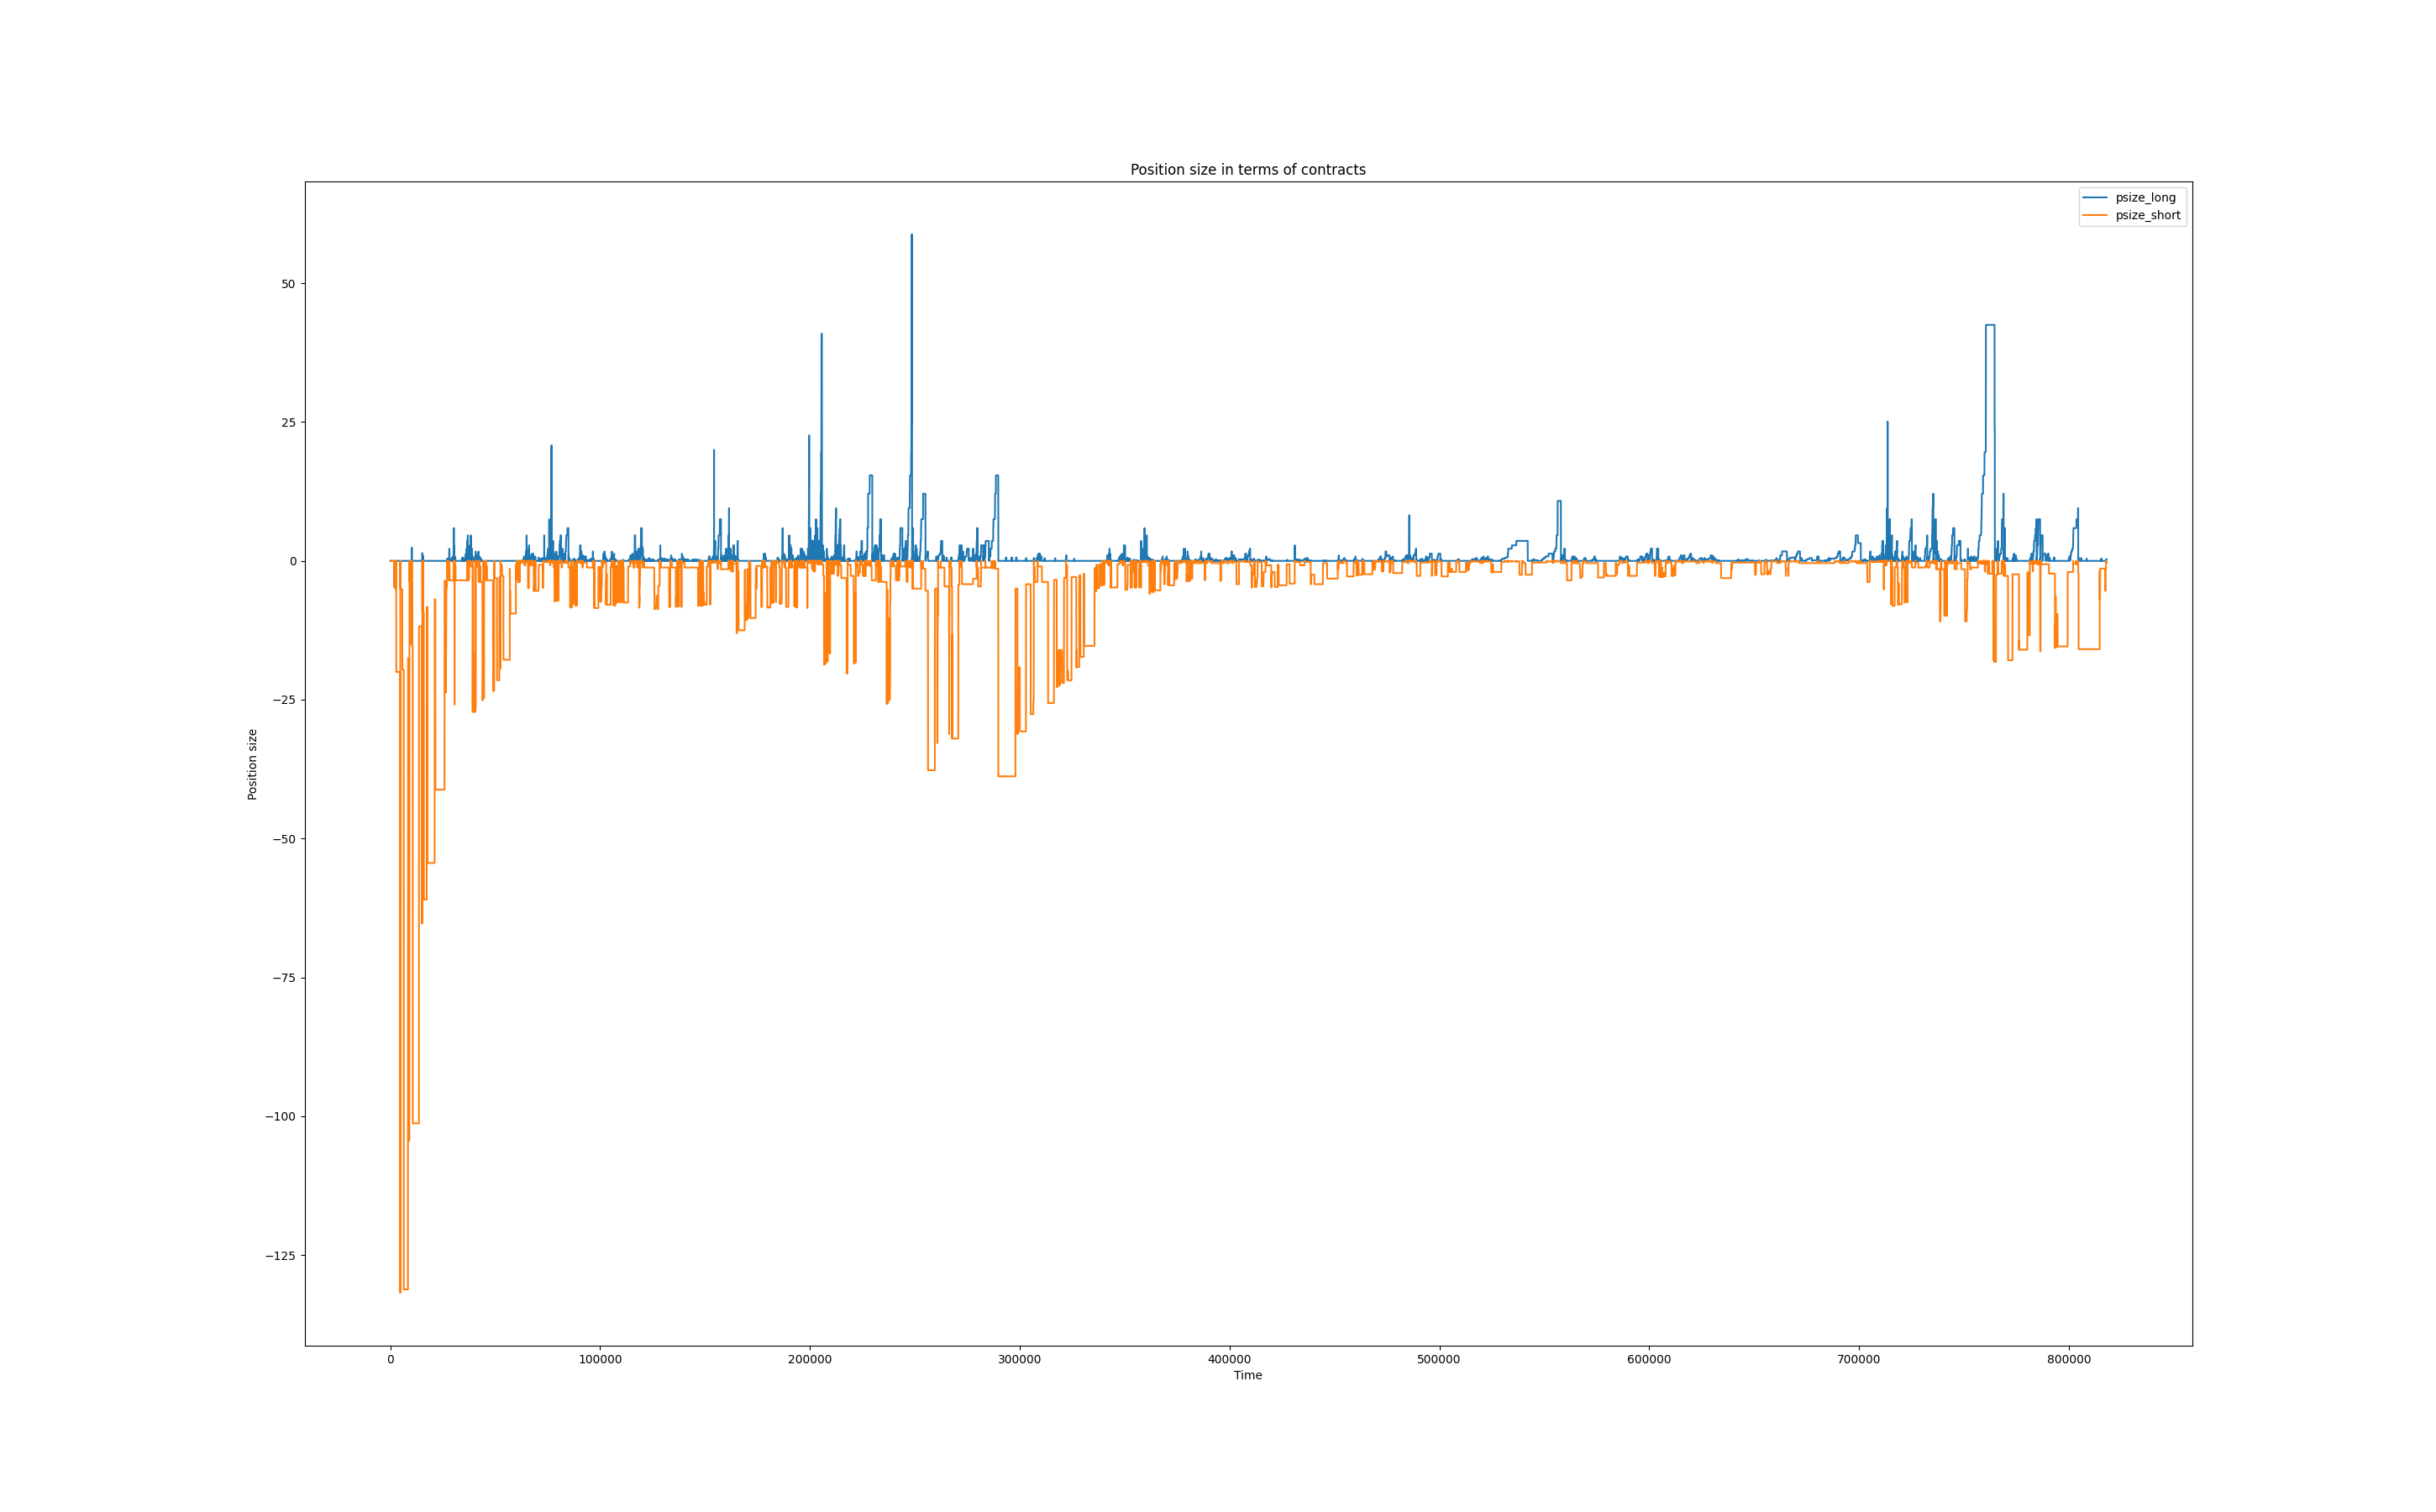 Position size in terms of contracts
psize_long
psize_short
50
25
0
−25
−50
−75
−100
−125
Position size
0 100000 200000 300000 400000 500000 600000 700000 800000
Time